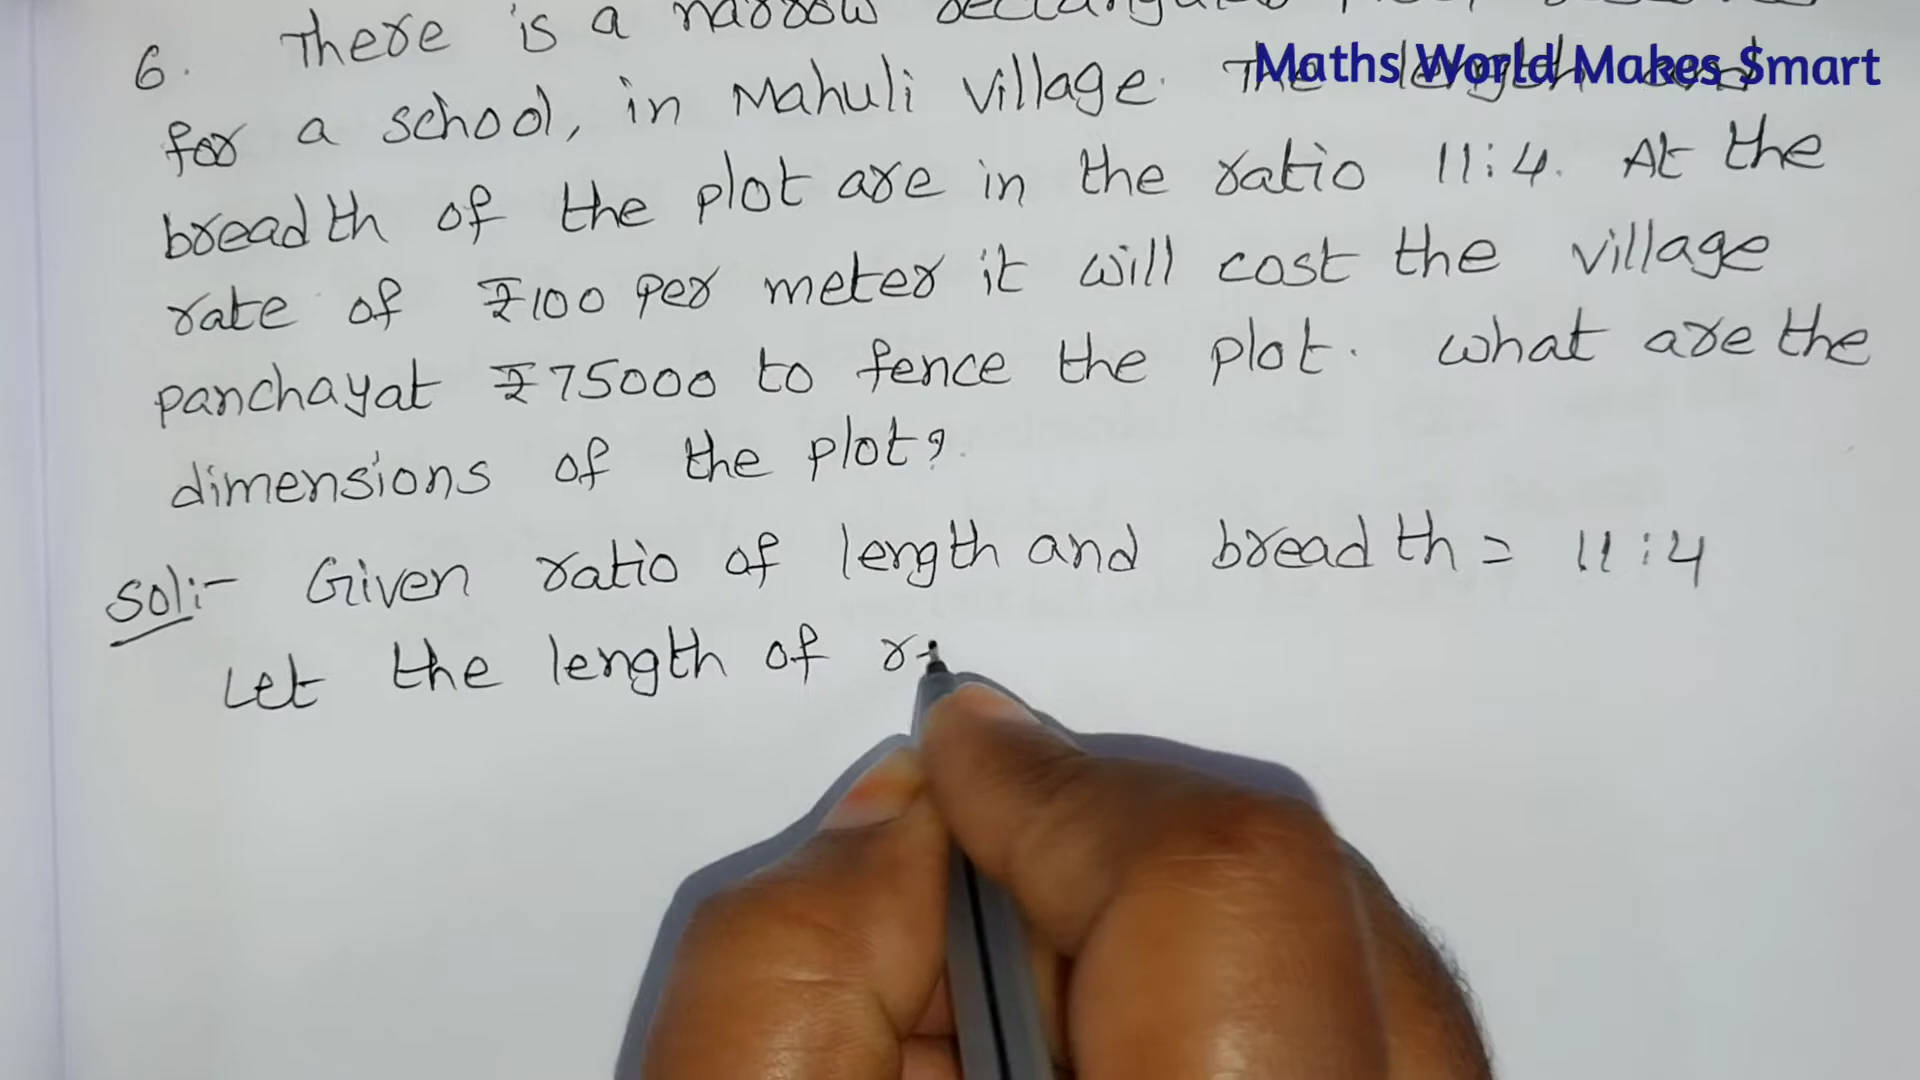 6. There is a narrow rectangular
for a school, in Mahuli village. The length and
Maths World Makes Smart
breadth of the plot are in the ratio 11:4. At the
rate of ₹100 per meter it will cost the village
panchayat ₹75000 to fence the plot. what are the
dimensions of the plot?
Sol:- Given ratio of length and breadth = 11:4
Let the length of r